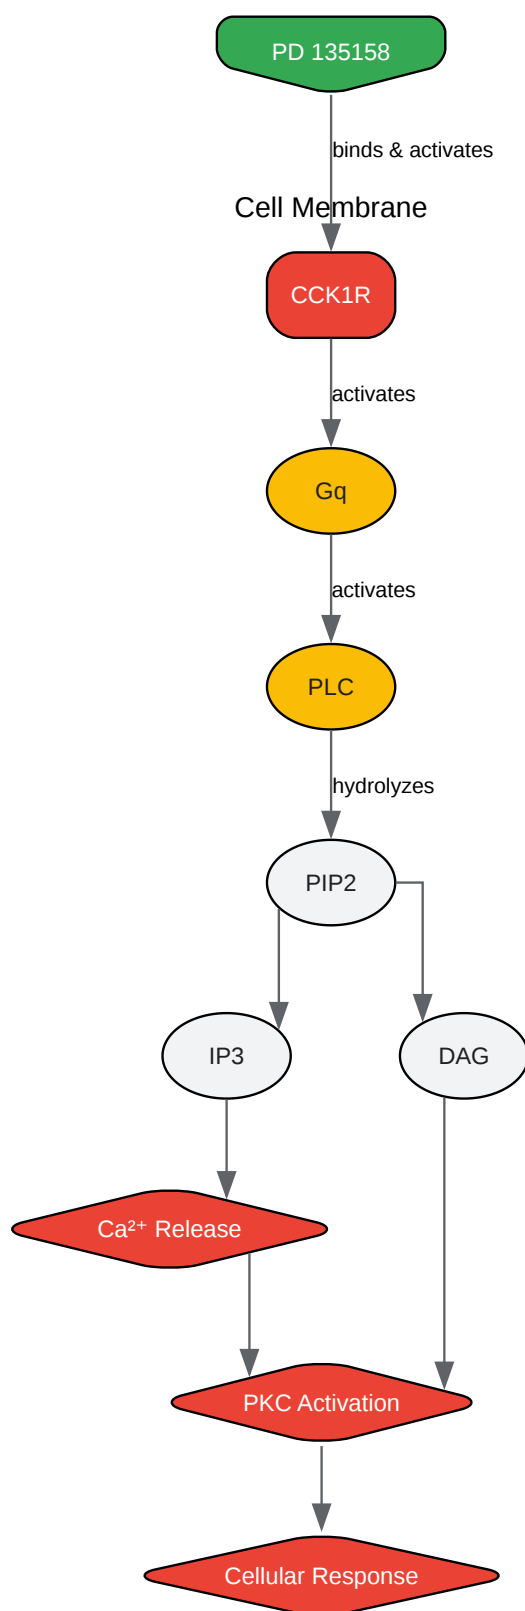 PD 135158
binds & activates
Cell Membrane
CCK1R
activates
Gq
activates
PLC
hydrolyzes
PIP2
IP3
DAG
Ca²⁺ Release
PKC Activation
Cellular Response